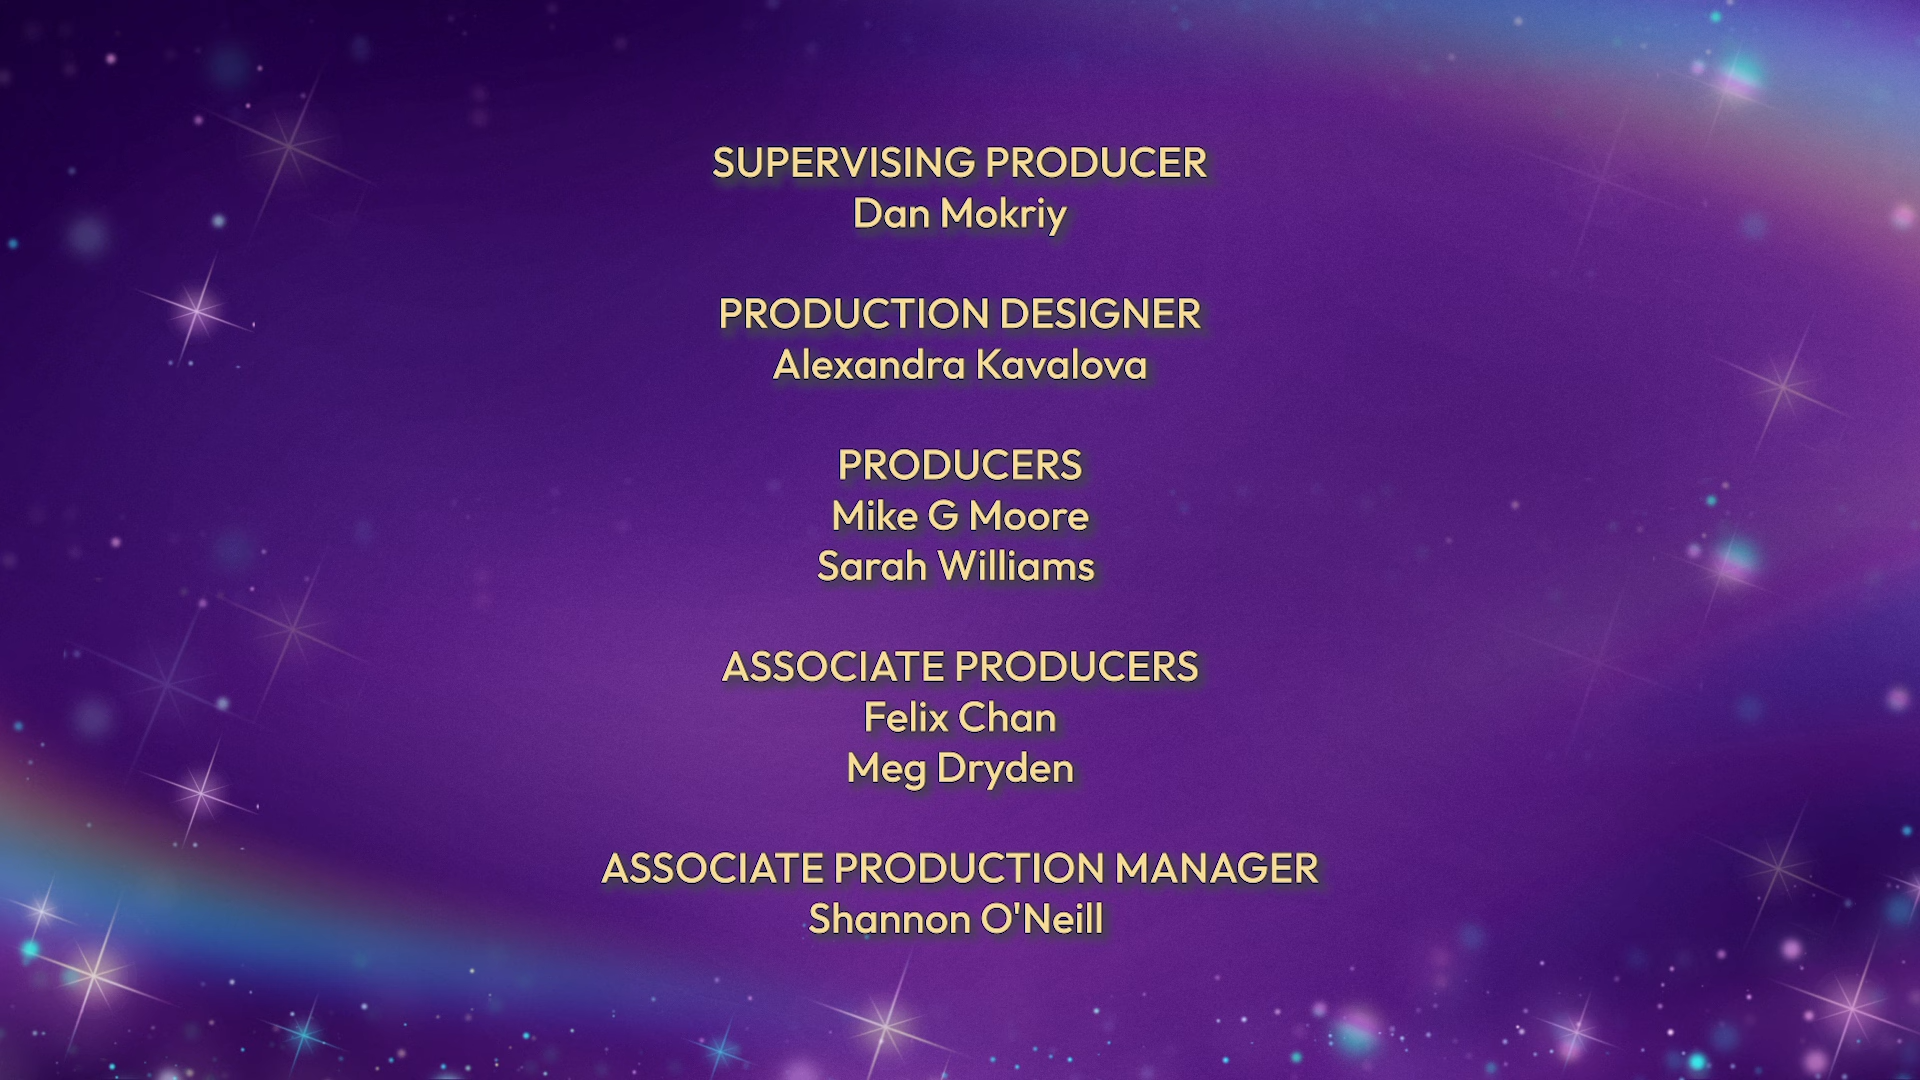 SUPERVISING PRODUCER
Dan Mokriy
PRODUCTION DESIGNER
Alexandra Kavalova
PRODUCERS
Mike G Moore
Sarah Williams
ASSOCIATE PRODUCERS
Felix Chan
Meg Dryden
ASSOCIATE PRODUCTION MANAGER
Shannon O'Neill